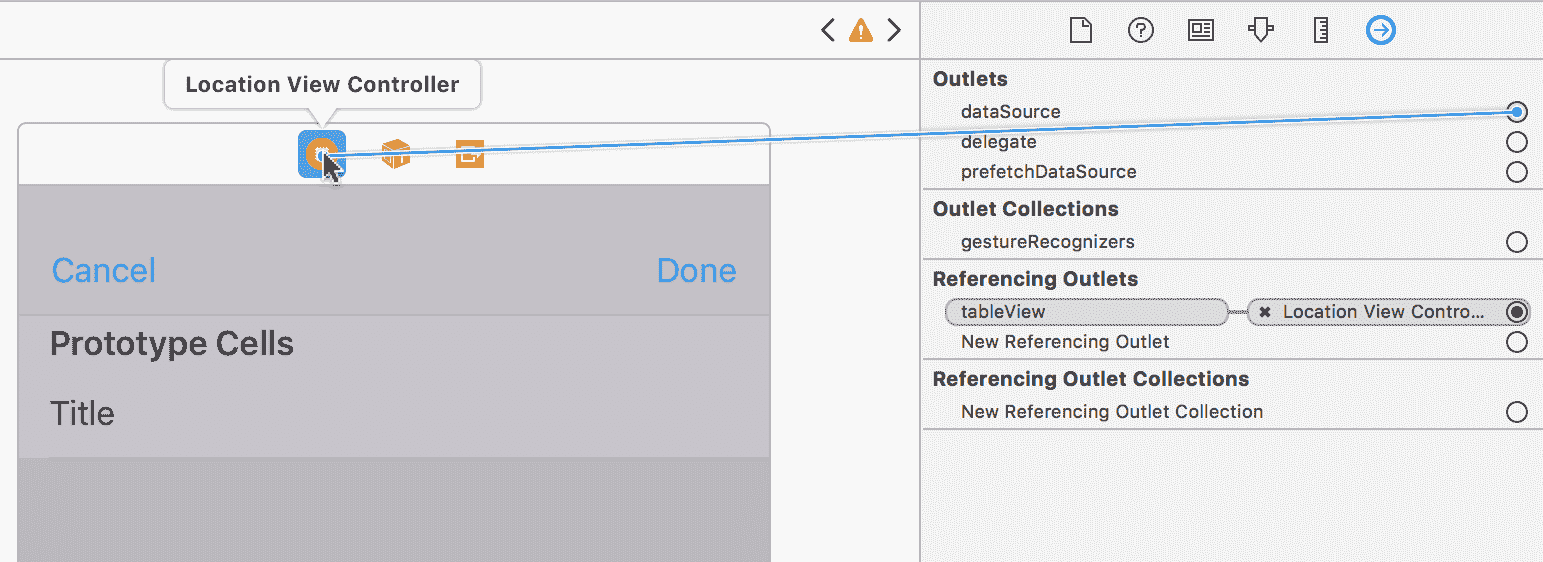 Location View Controller
Cancel
Done
Prototype Cells
Title
Outlets
dataSource
delegate
prefetchDataSource
Outlet Collections
gestureRecognizers
Referencing Outlets
tableView
Location View Contro...
New Referencing Outlet
Referencing Outlet Collections
New Referencing Outlet Collection